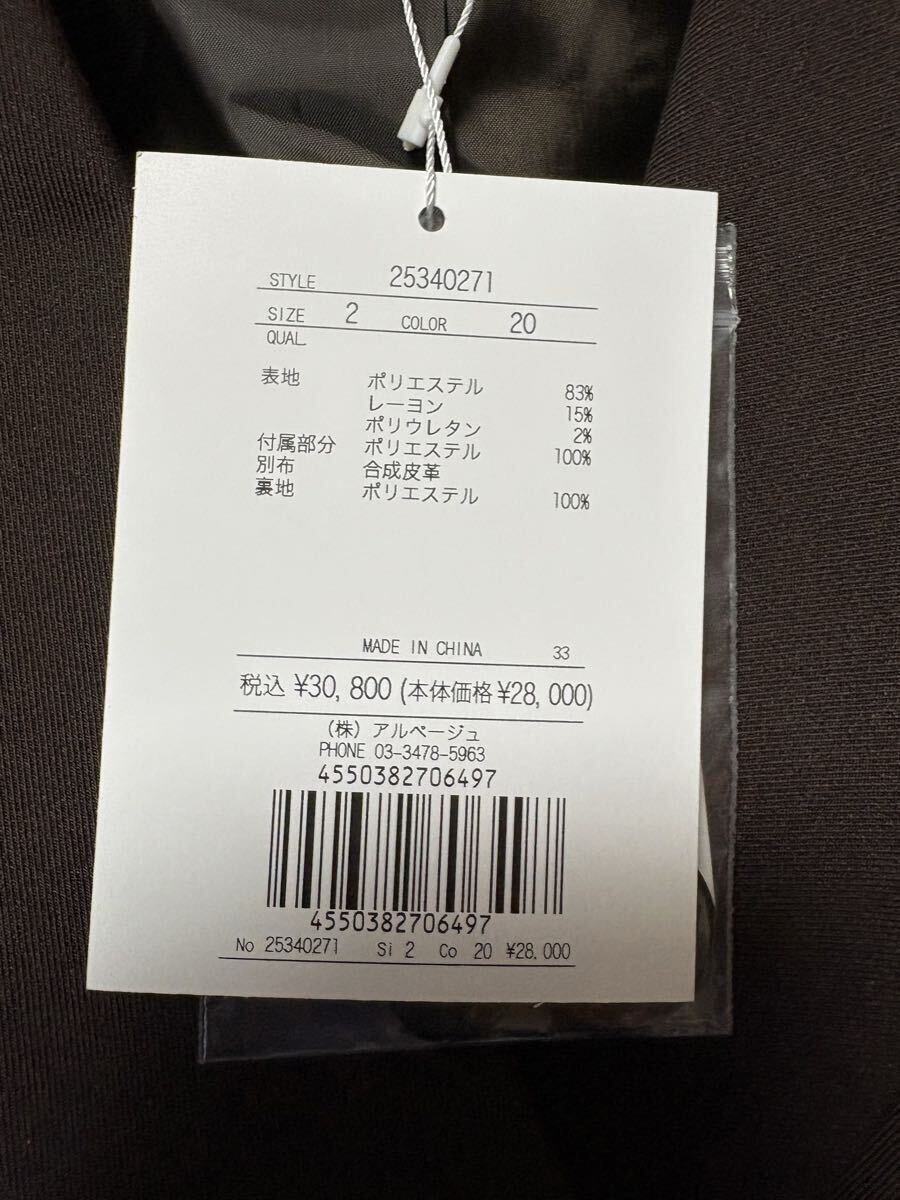 STYLE 25340271
SIZE 2 COLOR 20
QUAL
表地 ポリエステル 83%
レーヨン 15%
ポリウレタン 2%
付属部分 ポリエステル 100%
別布 合成皮革
裏地 ポリエステル 100%
MADE IN CHINA 33
税込 ¥30,800 (本体価格¥28,000)
(株) アルページュ
PHONE 03-3478-5963
4550382706497
4550382706497
No 25340271 Si 2 Co 20 ¥28,000